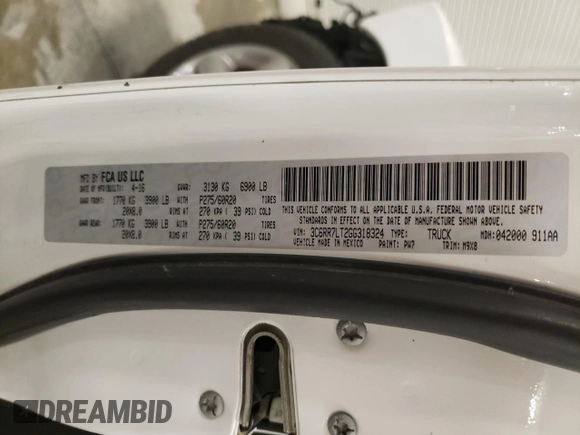 MFD BY FCA US LLC
DATE OF MFR(BUILT): 4-16 GVWR: 3130 KG 6900 LB
GAWR FRONT: 1770 KG 3900 LB P275/60R20 TIRES
20X8.0 RIMS AT 270 KPA ( 39 PSI) COLD
GAWR REAR: 1770 KG 3900 LB P275/60R20 TIRES
20X8.0 RIMS AT 270 KPA ( 39 PSI) COLD
THIS VEHICLE CONFORMS TO ALL APPLICABLE U.S.A. FEDERAL MOTOR VEHICLE SAFETY
STANDARDS IN EFFECT ON THE DATE OF MANUFACTURE SHOWN ABOVE.
VIN: 3C6RR7LT2GG318324 TYPE: TRUCK MDH: 042000 911AA
MADE IN MEXICO PAINT: PW7 TRIM: M9X8
DREAMBID